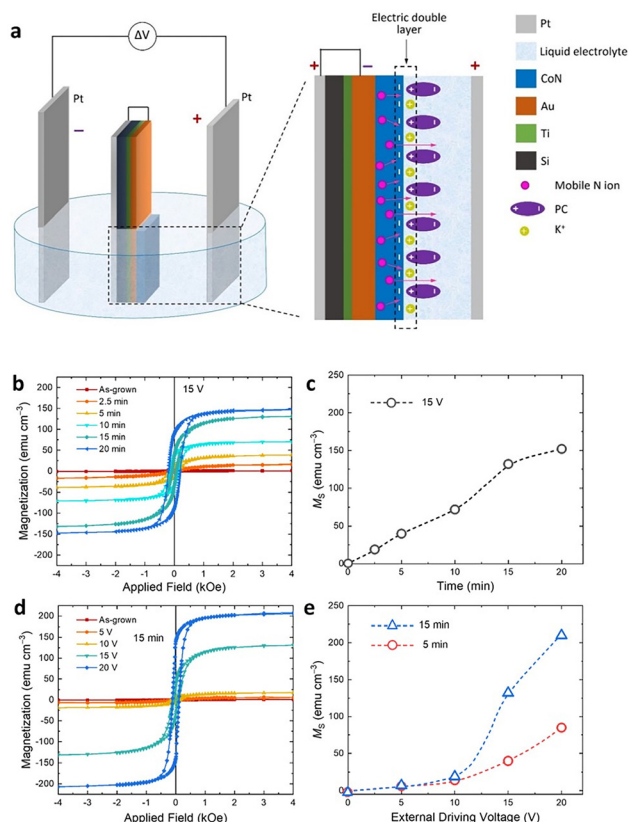 a
ΔV
Pt
−
+
Pt
Electric double
layer
+
−
+
Pt
Liquid electrolyte
CoN
Au
Ti
Si
Mobile N ion
PC
K⁺
b
15 V
As-grown
2.5 min
5 min
10 min
15 min
20 min
Magnetization (emu cm⁻³)
200
150
100
50
0
-50
-100
-150
-200
-4 -3 -2 -1 0 1 2 3 4
Applied Field (kOe)
c
15 V
Mₛ (emu cm⁻³)
200
150
100
50
0
0 5 10 15 20
Time (min)
d
15 min
As-grown
5 V
10 V
15 V
20 V
Magnetization (emu cm⁻³)
200
150
100
50
0
-50
-100
-150
-200
-4 -3 -2 -1 0 1 2 3 4
Applied Field (kOe)
e
15 min
5 min
Mₛ (emu cm⁻³)
250
200
150
100
50
0
0 5 10 15 20
External Driving Voltage (V)